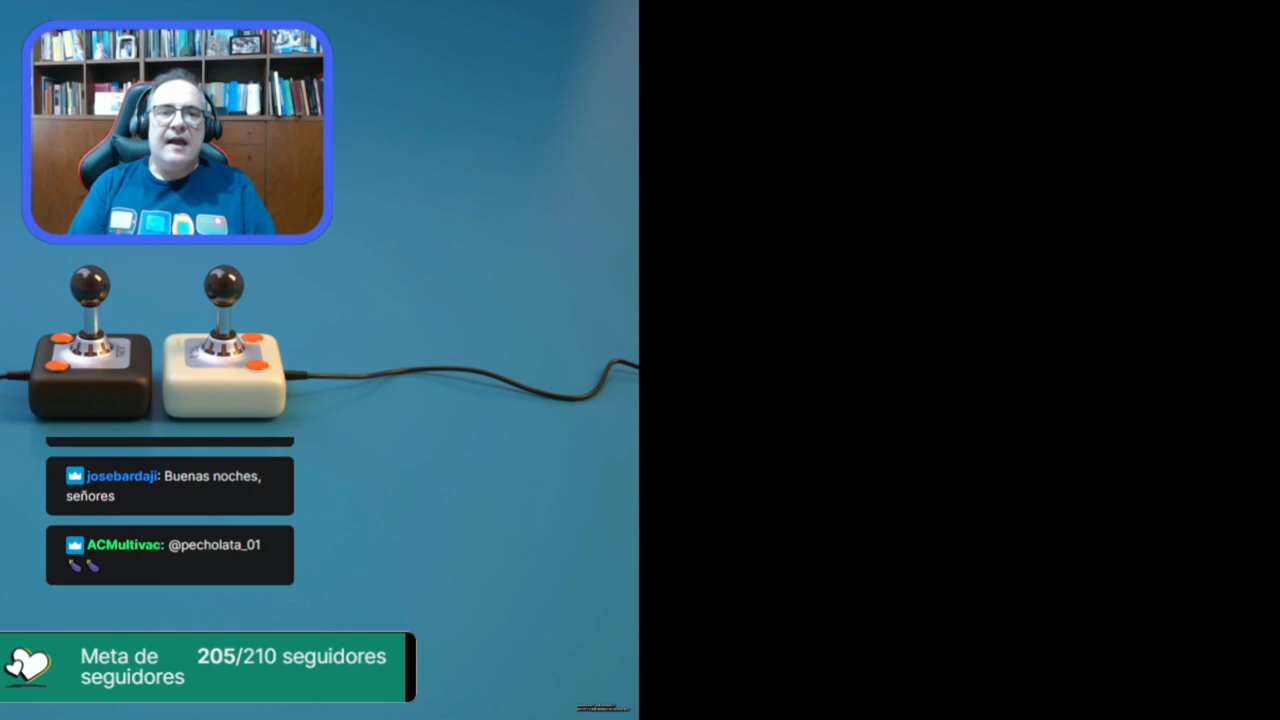 josebardaji: Buenas noches,
señores
ACMultivac: @pecholata_01
Meta de
seguidores
205/210 seguidores